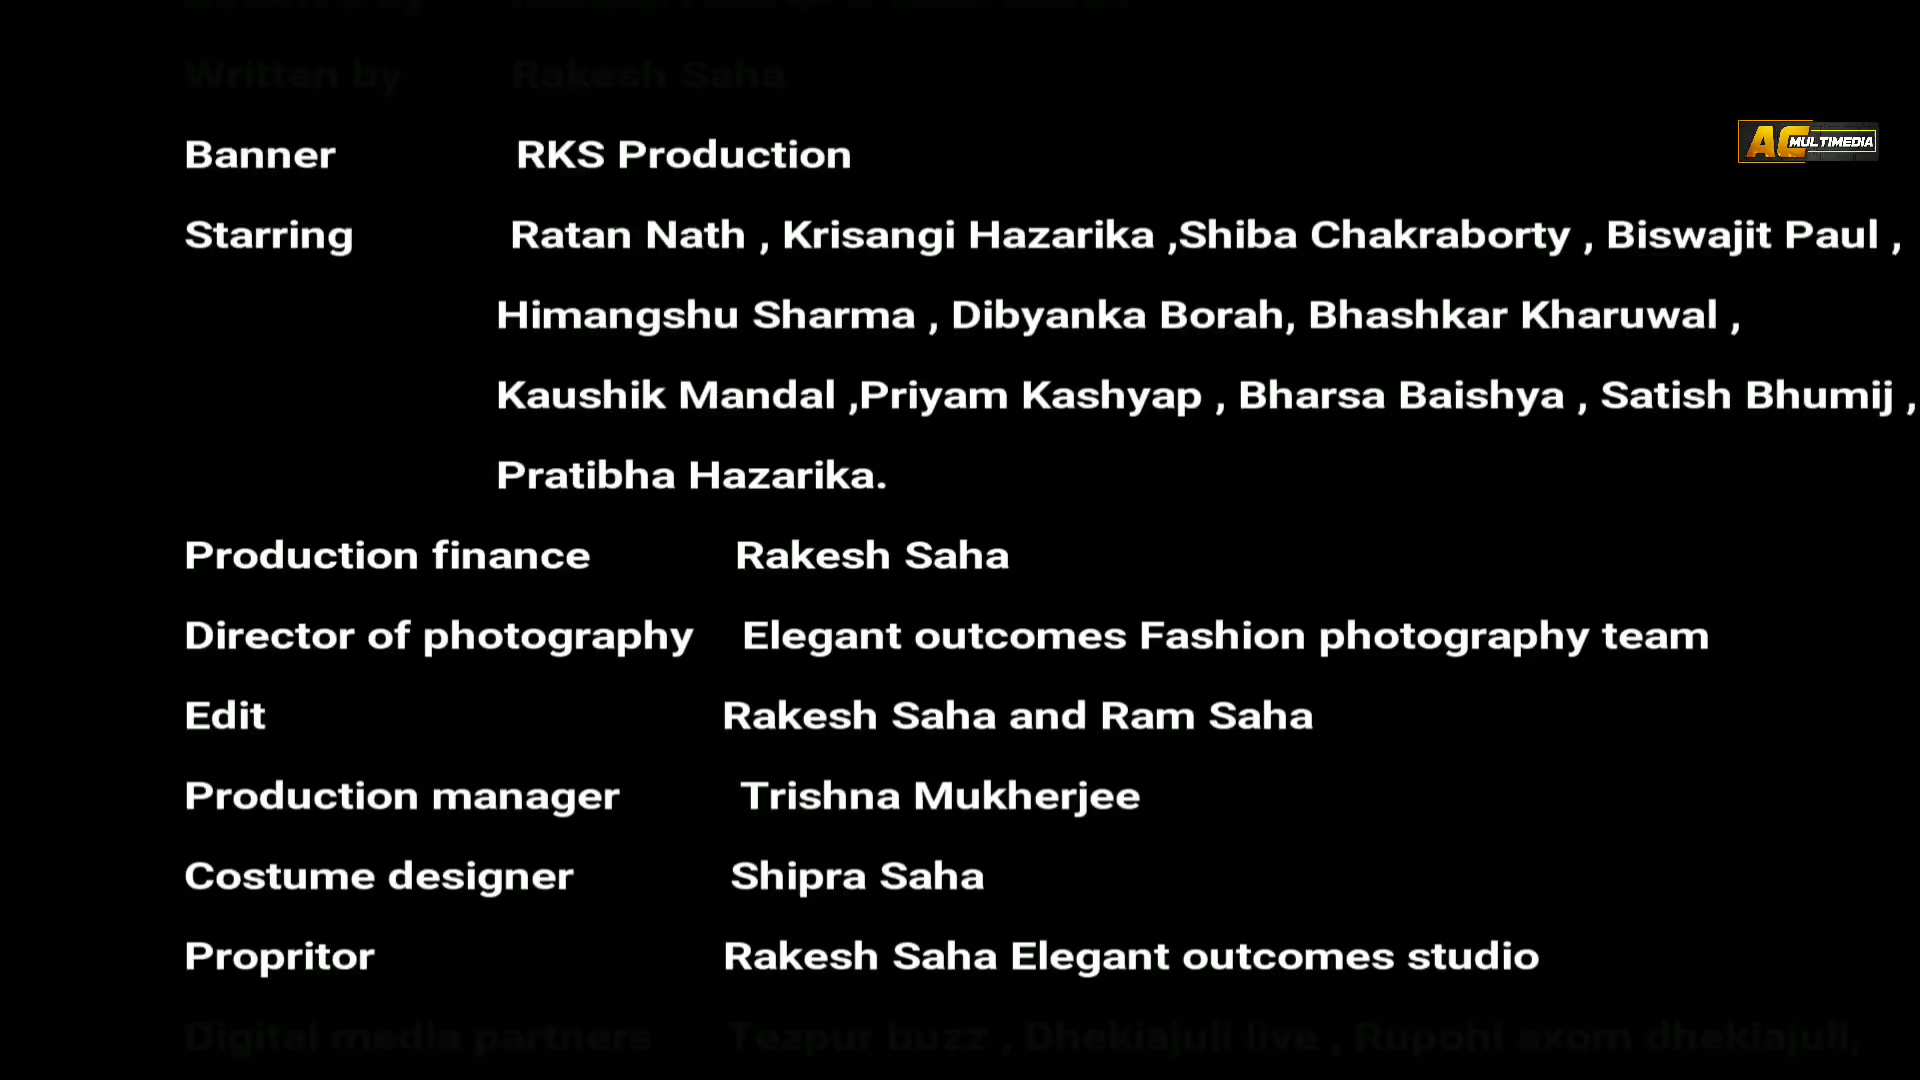 Written by Rakesh Saha
Banner RKS Production
AC MULTIMEDIA
Starring Ratan Nath , Krisangi Hazarika ,Shiba Chakraborty , Biswajit Paul ,
Himangshu Sharma , Dibyanka Borah, Bhashkar Kharuwal ,
Kaushik Mandal ,Priyam Kashyap , Bharsa Baishya , Satish Bhumij ,
Pratibha Hazarika.
Production finance Rakesh Saha
Director of photography Elegant outcomes Fashion photography team
Edit Rakesh Saha and Ram Saha
Production manager Trishna Mukherjee
Costume designer Shipra Saha
Propritor Rakesh Saha Elegant outcomes studio
Digital media partners Tezpur buzz , Dhekiajuli live , Rupohi axom dhekiajuli,